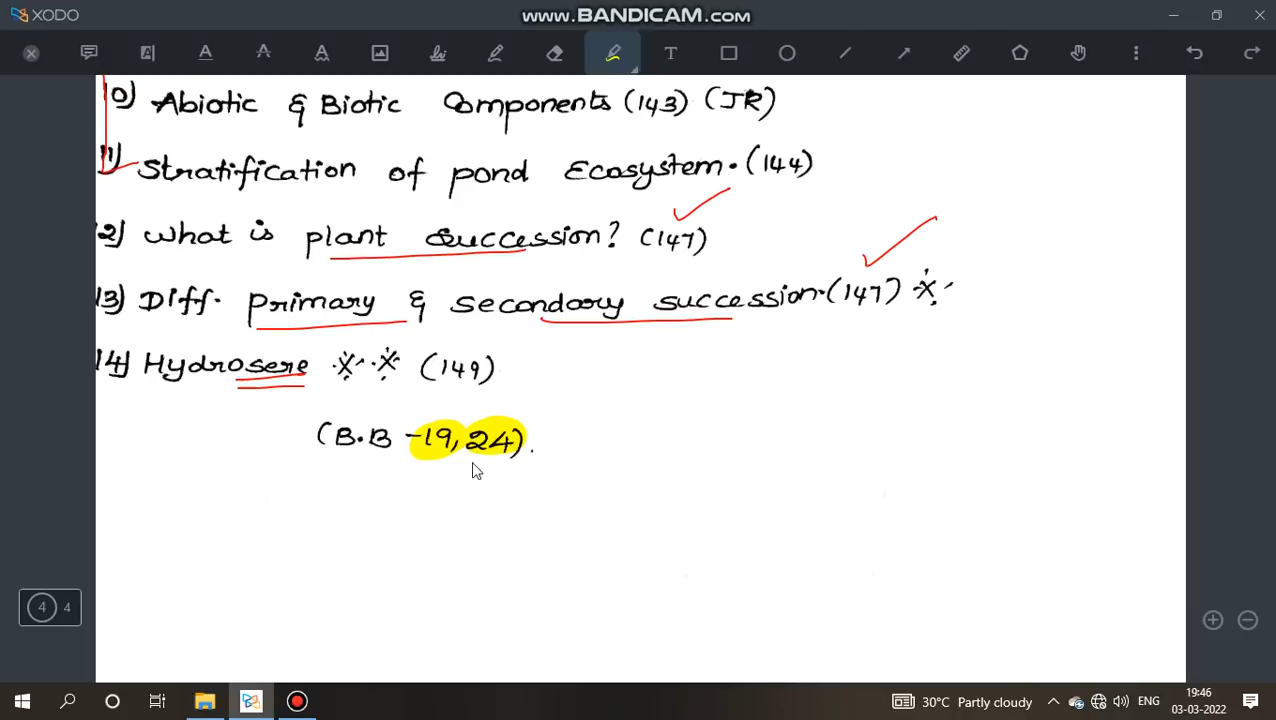 XODO
www.BANDICAM.com
10) Abiotic & Biotic Components (143) (JR)
11) Stratification of pond Ecosystem. (144)
12) What is plant succession? (147)
13) Diff. primary & secondary succession. (147)
14) Hydrosere (149)
(B.B -19, 24).
4 4
30°C Partly cloudy
ENG
19:46
03-03-2022